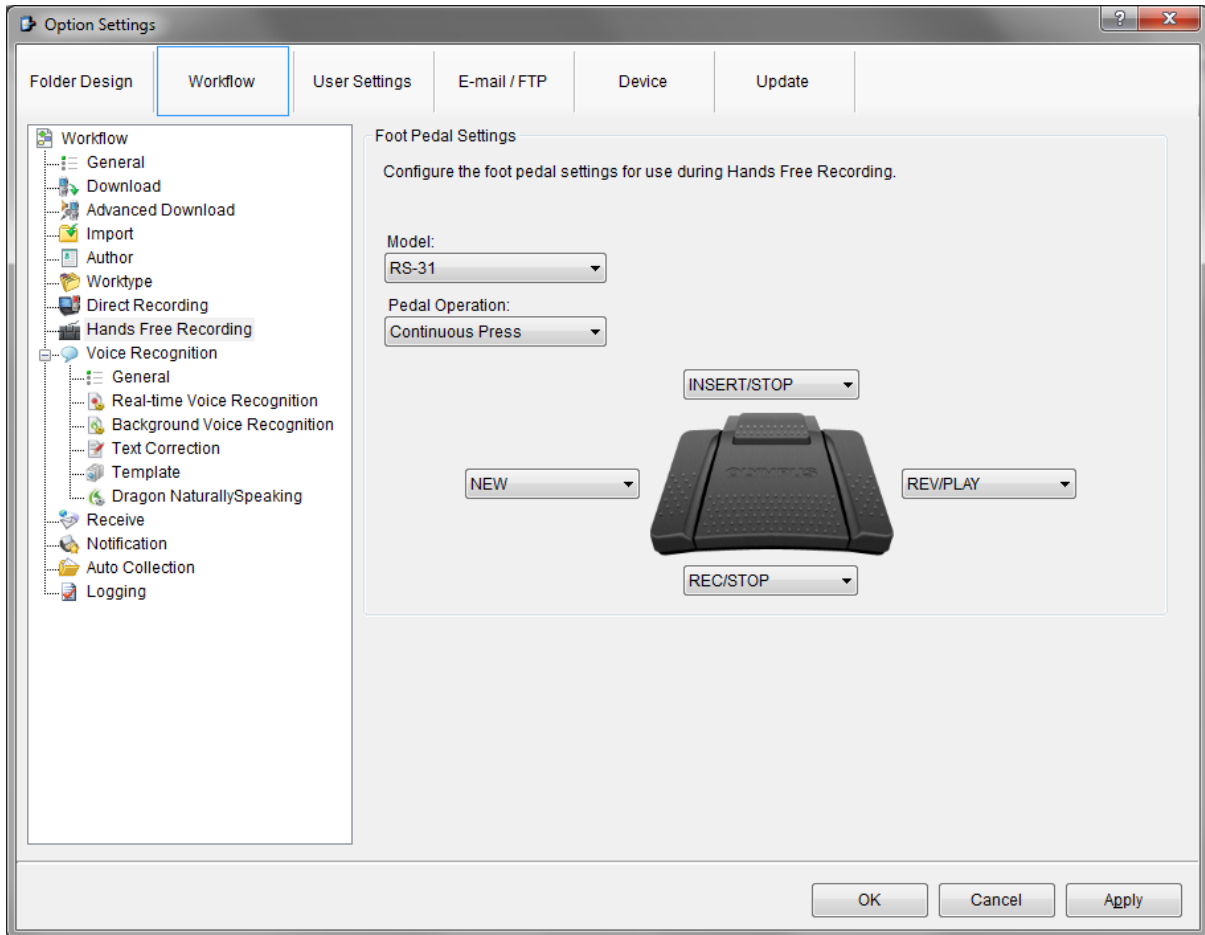 Option Settings
?
Folder Design
Workflow
User Settings
E-mail / FTP
Device
Update
Workflow
General
Download
Advanced Download
Import
Author
Worktype
Direct Recording
Hands Free Recording
Voice Recognition
General
Real-time Voice Recognition
Background Voice Recognition
Text Correction
Template
Dragon NaturallySpeaking
Receive
Notification
Auto Collection
Logging
Foot Pedal Settings
Configure the foot pedal settings for use during Hands Free Recording.
Model:
RS-31
Pedal Operation:
Continuous Press
INSERT/STOP
OLYMPUS
NEW
REV/PLAY
REC/STOP
OK
Cancel
Apply